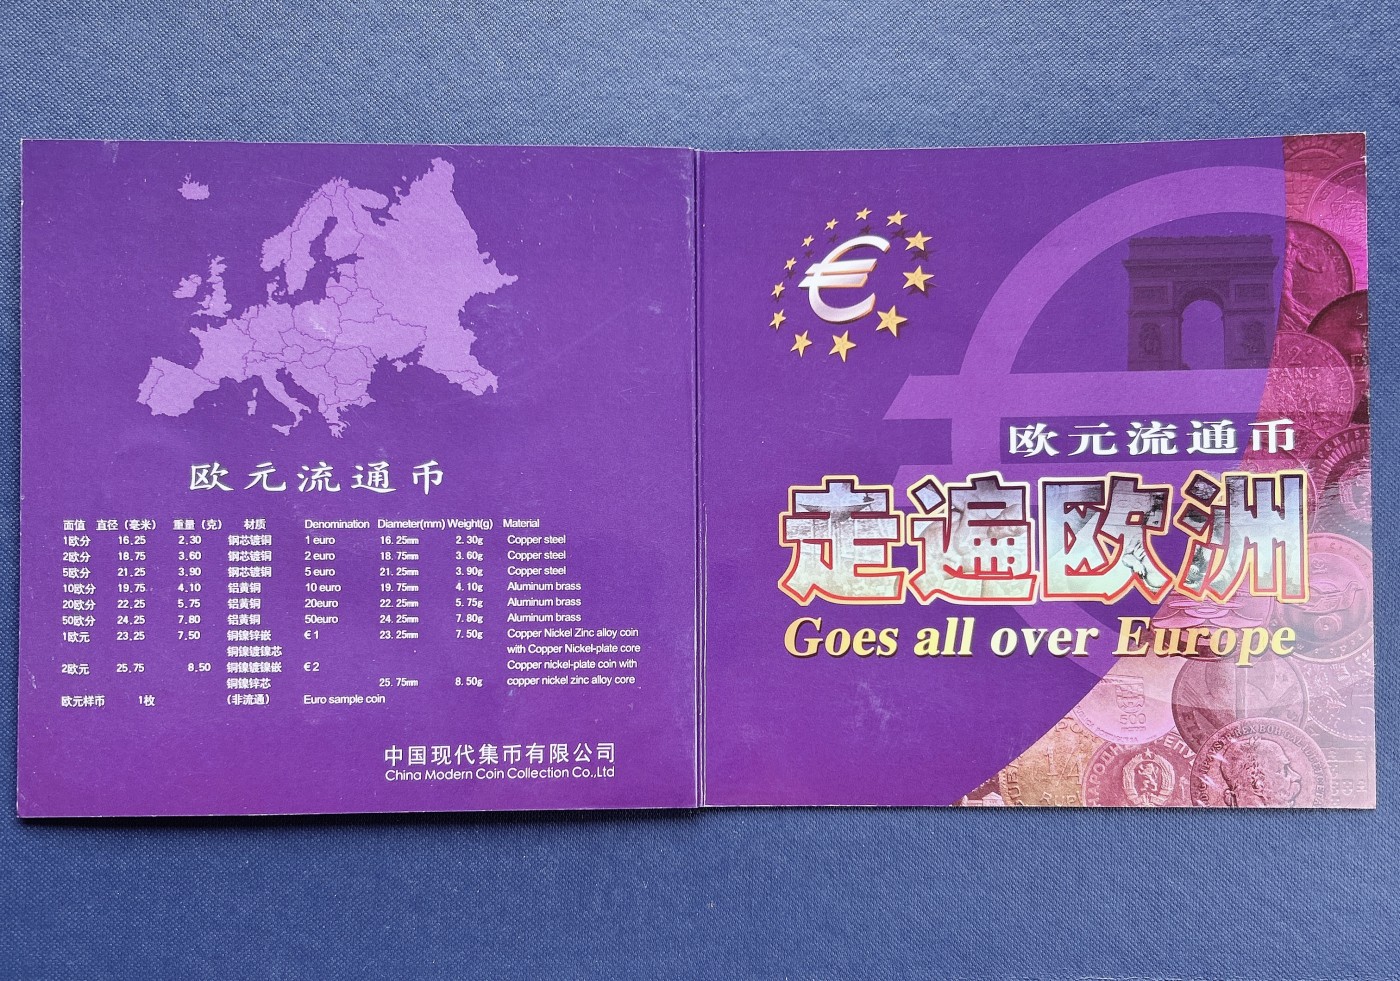 欧元流通币
面值 直径（毫米） 重量（克） 材质 Denomination Diameter(mm) Weight(g) Material
1欧分 16.25 2.30 钢芯镀铜 1 euro 16.25mm 2.30g Copper steel
2欧分 18.75 3.60 钢芯镀铜 2 euro 18.75mm 3.60g Copper steel
5欧分 21.25 3.90 钢芯镀铜 5 euro 21.25mm 3.90g Copper steel
10欧分 19.75 4.10 铝黄铜 10 euro 19.75mm 4.10g Aluminum brass
20欧分 22.25 5.75 铝黄铜 20euro 22.25mm 5.75g Aluminum brass
50欧分 24.25 7.80 铝黄铜 50euro 24.25mm 7.80g Aluminum brass
1欧元 23.25 7.50 铜镍锌嵌 €1 23.25mm 7.50g Copper Nickel Zinc alloy coin
铜镍镀镍芯 with Copper Nickel-plate core
2欧元 25.75 8.50 铜镍镀镍嵌 €2 Copper nickel-plate coin with
铜镍锌芯 25.75mm 8.50g copper nickel zinc alloy core
欧元样币 1枚 （非流通） Euro sample coin
中国现代集币有限公司
China Modern Coin Collection Co.,Ltd
€
欧元流通币
走遍欧洲
Goes all over Europe
500